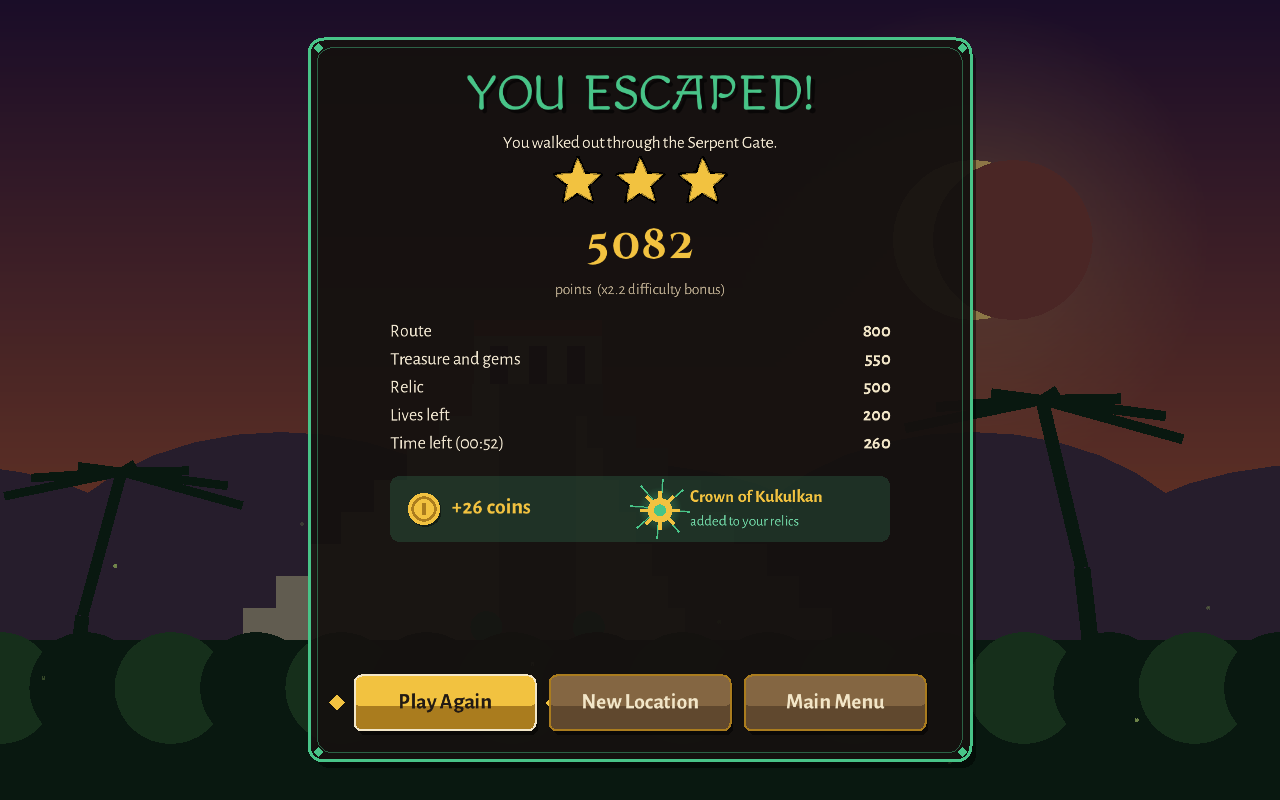 YOU ESCAPED!
You walked out through the Serpent Gate.
5082
points (x2.2 difficulty bonus)
Route 800
Treasure and gems 550
Relic 500
Lives left 200
Time left (00:52) 260
+26 coins
Crown of Kukulkan
added to your relics
Play Again
New Location
Main Menu